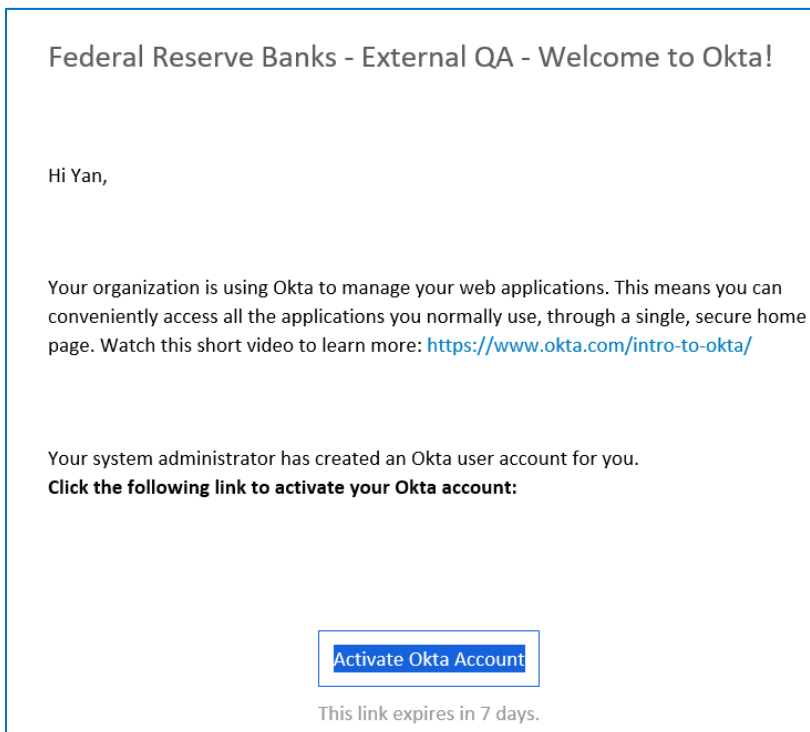 Federal Reserve Banks - External QA - Welcome to Okta!
Hi Yan,
Your organization is using Okta to manage your web applications. This means you can
conveniently access all the applications you normally use, through a single, secure home
page. Watch this short video to learn more: https://www.okta.com/intro-to-okta/
Your system administrator has created an Okta user account for you.
Click the following link to activate your Okta account:
Activate Okta Account
This link expires in 7 days.